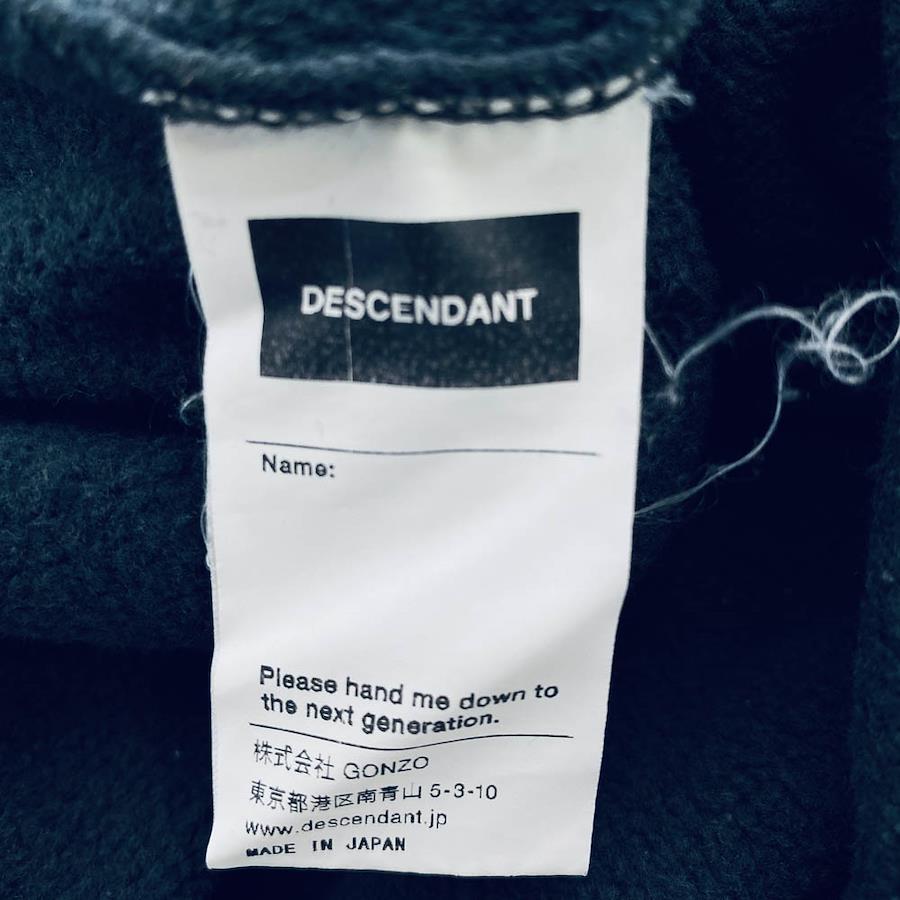 DESCENDANT
Name:
Please hand me down to
the next generation.
株式会社 GONZO
東京都港区南青山 5-3-10
www.descendant.jp
MADE IN JAPAN